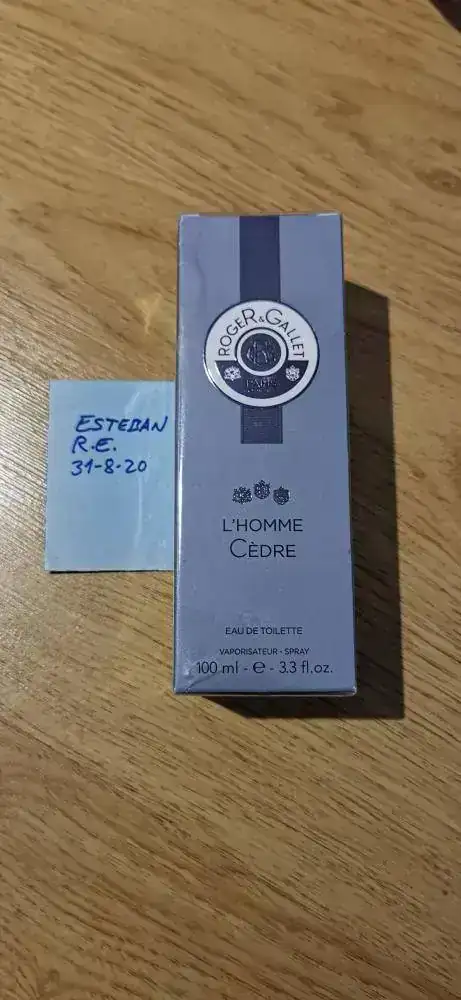 ESTEBAN
R.E.
31-8-20
ROGER & GALLET
PARIS
L'HOMME
CÈDRE
EAU DE TOILETTE
VAPORISATEUR - SPRAY
100 ml - e - 3.3 fl.oz.